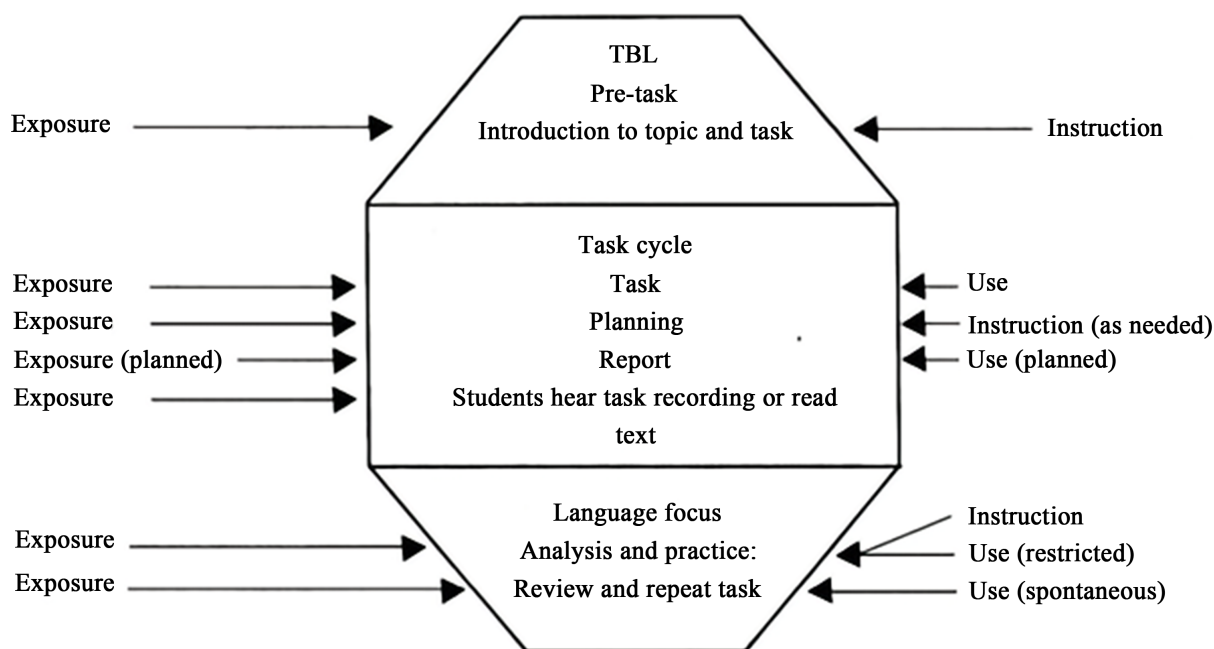 TBL
Pre-task
Exposure
Introduction to topic and task
Instruction
Task cycle
Exposure
Task
Use
Exposure
Planning
Instruction (as needed)
Exposure (planned)
Report
Use (planned)
Exposure
Students hear task recording or read
text
Language focus
Instruction
Exposure
Analysis and practice:
Use (restricted)
Exposure
Review and repeat task
Use (spontaneous)